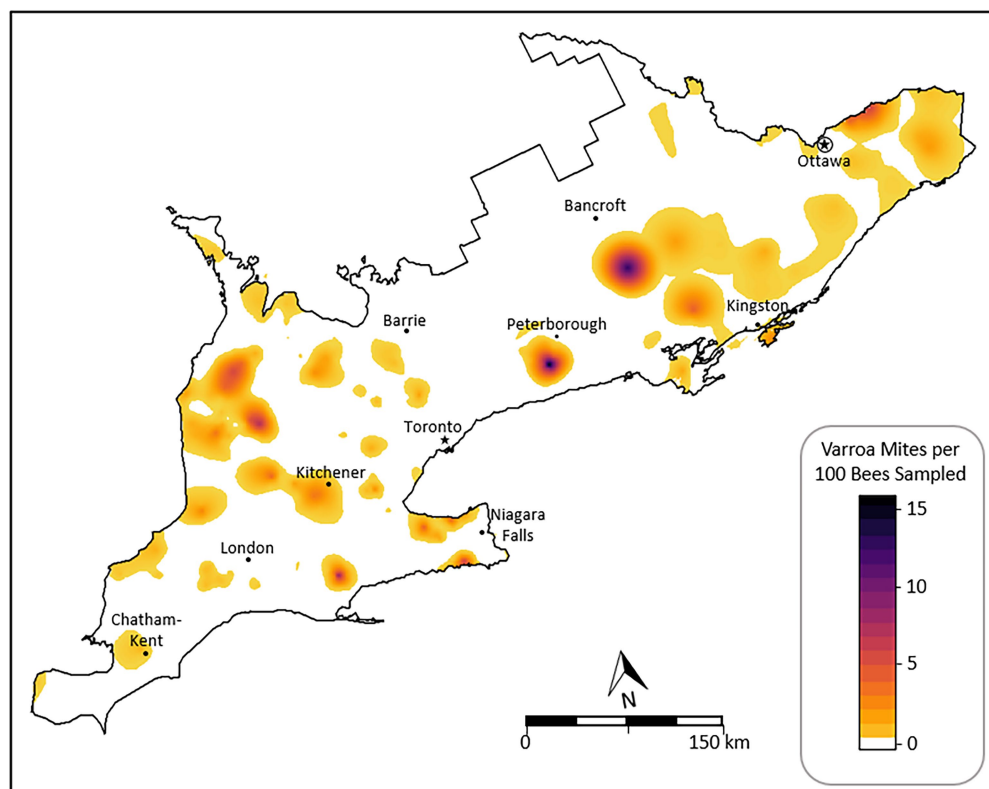 Ottawa
Bancroft
Kingston
Barrie
Peterborough
Toronto
Kitchener
Niagara
Falls
London
Chatham-
Kent
N
0 150 km
Varroa Mites per
100 Bees Sampled
15
10
5
0